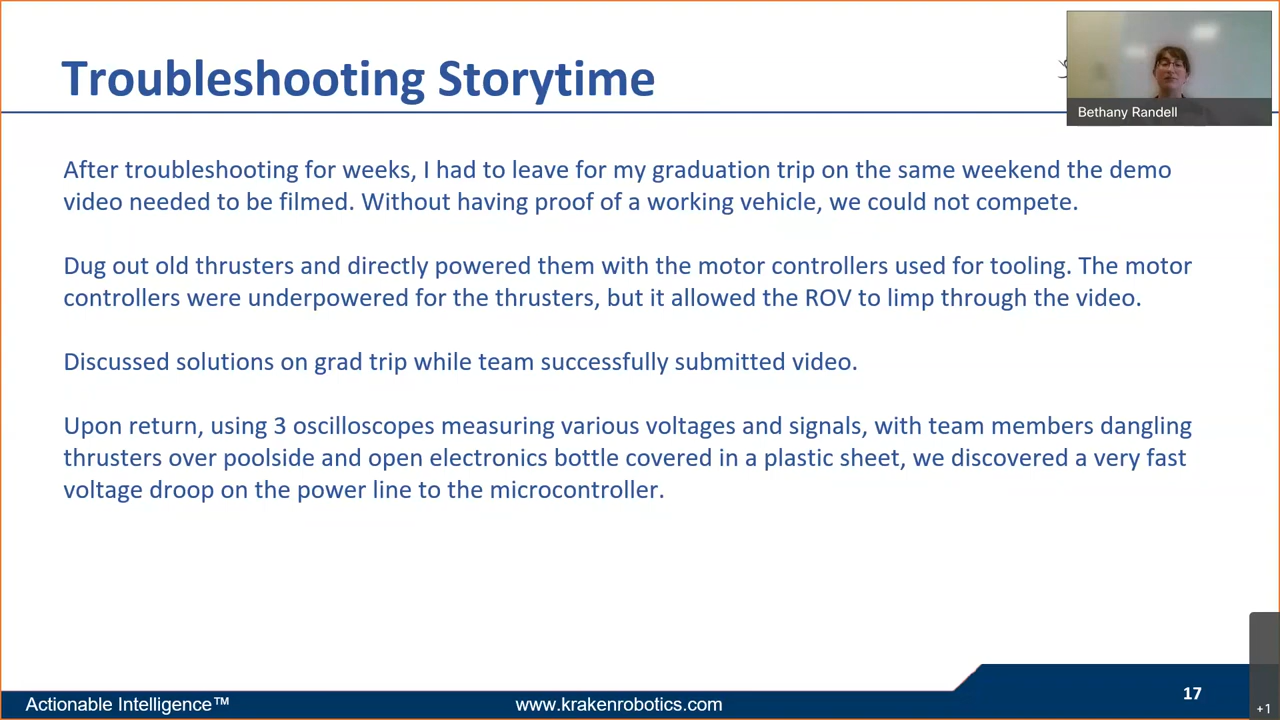 Troubleshooting Storytime
Bethany Randell
After troubleshooting for weeks, I had to leave for my graduation trip on the same weekend the demo
video needed to be filmed. Without having proof of a working vehicle, we could not compete.
Dug out old thrusters and directly powered them with the motor controllers used for tooling. The motor
controllers were underpowered for the thrusters, but it allowed the ROV to limp through the video.
Discussed solutions on grad trip while team successfully submitted video.
Upon return, using 3 oscilloscopes measuring various voltages and signals, with team members dangling
thrusters over poolside and open electronics bottle covered in a plastic sheet, we discovered a very fast
voltage droop on the power line to the microcontroller.
Actionable Intelligence™
www.krakenrobotics.com
17
+1